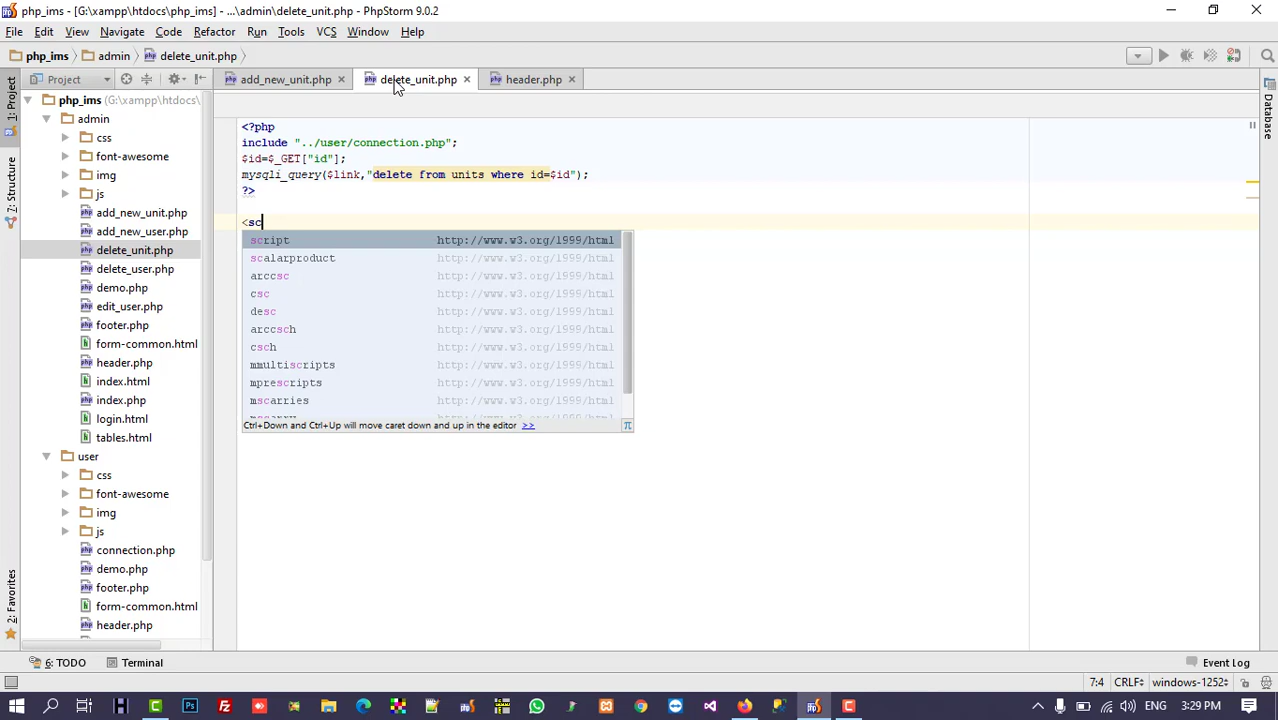 php_ims - [G:\xampp\htdocs\php_ims] - ...\admin\delete_unit.php - PhpStorm 9.0.2
File Edit View Navigate Code Refactor Run Tools VCS Window Help
php_ims admin delete_unit.php
Project
add_new_unit.php
delete_unit.php
header.php
1: Project
7: Structure
2: Favorites
Database
php_ims (G:\xampp\htdocs\
admin
css
font-awesome
img
js
add_new_unit.php
add_new_user.php
delete_unit.php
delete_user.php
demo.php
edit_user.php
footer.php
form-common.html
header.php
index.html
index.php
login.html
tables.html
user
css
font-awesome
img
js
connection.php
demo.php
footer.php
form-common.html
header.php
<?php
include "../user/connection.php";
$id=$_GET["id"];
mysqli_query($link,"delete from units where id=$id");
?>
<sc
script http://www.w3.org/1999/html
scalarproduct http://www.w3.org/1999/html
arccsc http://www.w3.org/1999/html
csc http://www.w3.org/1999/html
desc http://www.w3.org/1999/html
arccsch http://www.w3.org/1999/html
csch http://www.w3.org/1999/html
mmultiscripts http://www.w3.org/1999/html
mprescripts http://www.w3.org/1999/html
mscarries http://www.w3.org/1999/html
Ctrl+Down and Ctrl+Up will move caret down and up in the editor >>
π
6: TODO Terminal Event Log
7:4 CRLF windows-1252
ENG 3:29 PM